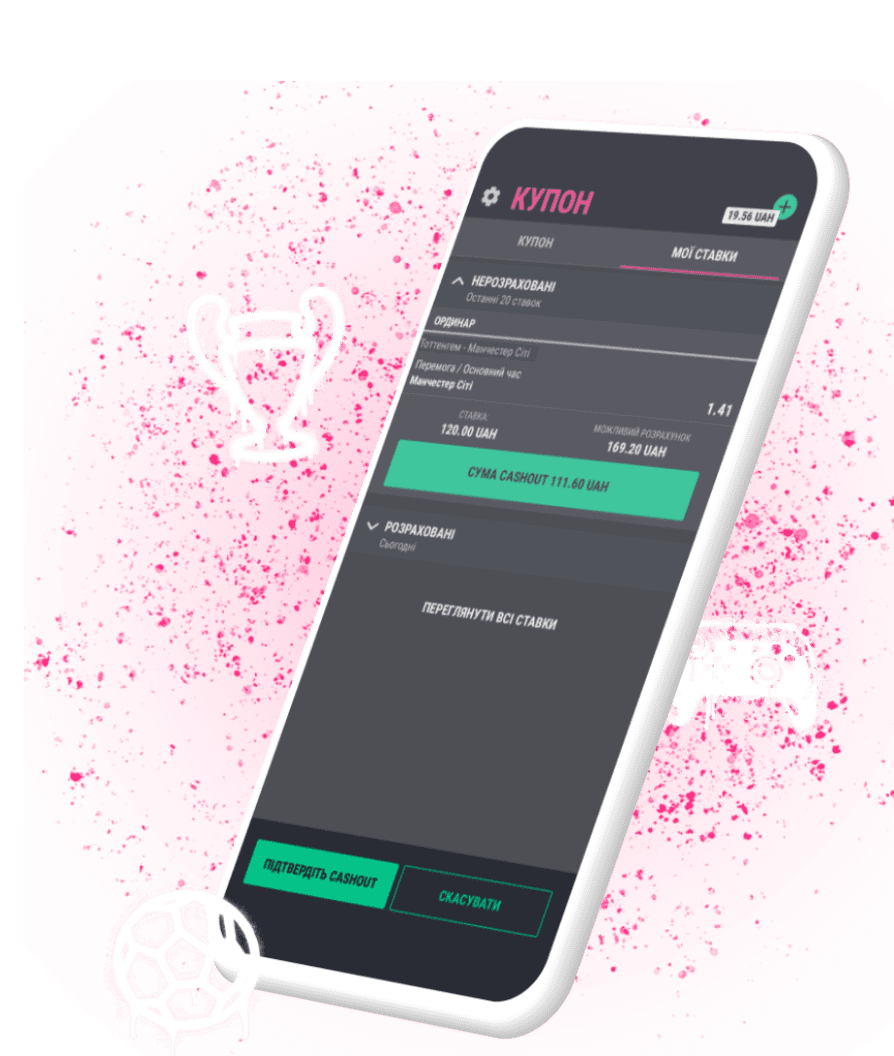 КУПОН
19.56 UAH
КУПОН
МОЇ СТАВКИ
НЕРОЗРАХОВАНІ
Останні 20 ставок
ОРДИНАР
Тоттенгем - Манчестер Сіті
Перемога / Основний час
Манчестер Сіті
1.41
СТАВКА:
120.00 UAH
МОЖЛИВИЙ РОЗРАХУНОК
169.20 UAH
СУМА CASHOUT 111.60 UAH
РОЗРАХОВАНІ
Сьогодні
ПЕРЕГЛЯНУТИ ВСІ СТАВКИ
ПІДТВЕРДІТЬ CASHOUT
СКАСУВАТИ